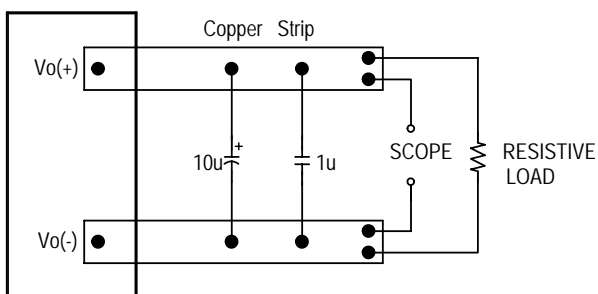 Copper Strip
Vo(+)
+
10u
1u
SCOPE
RESISTIVE
LOAD
Vo(-)